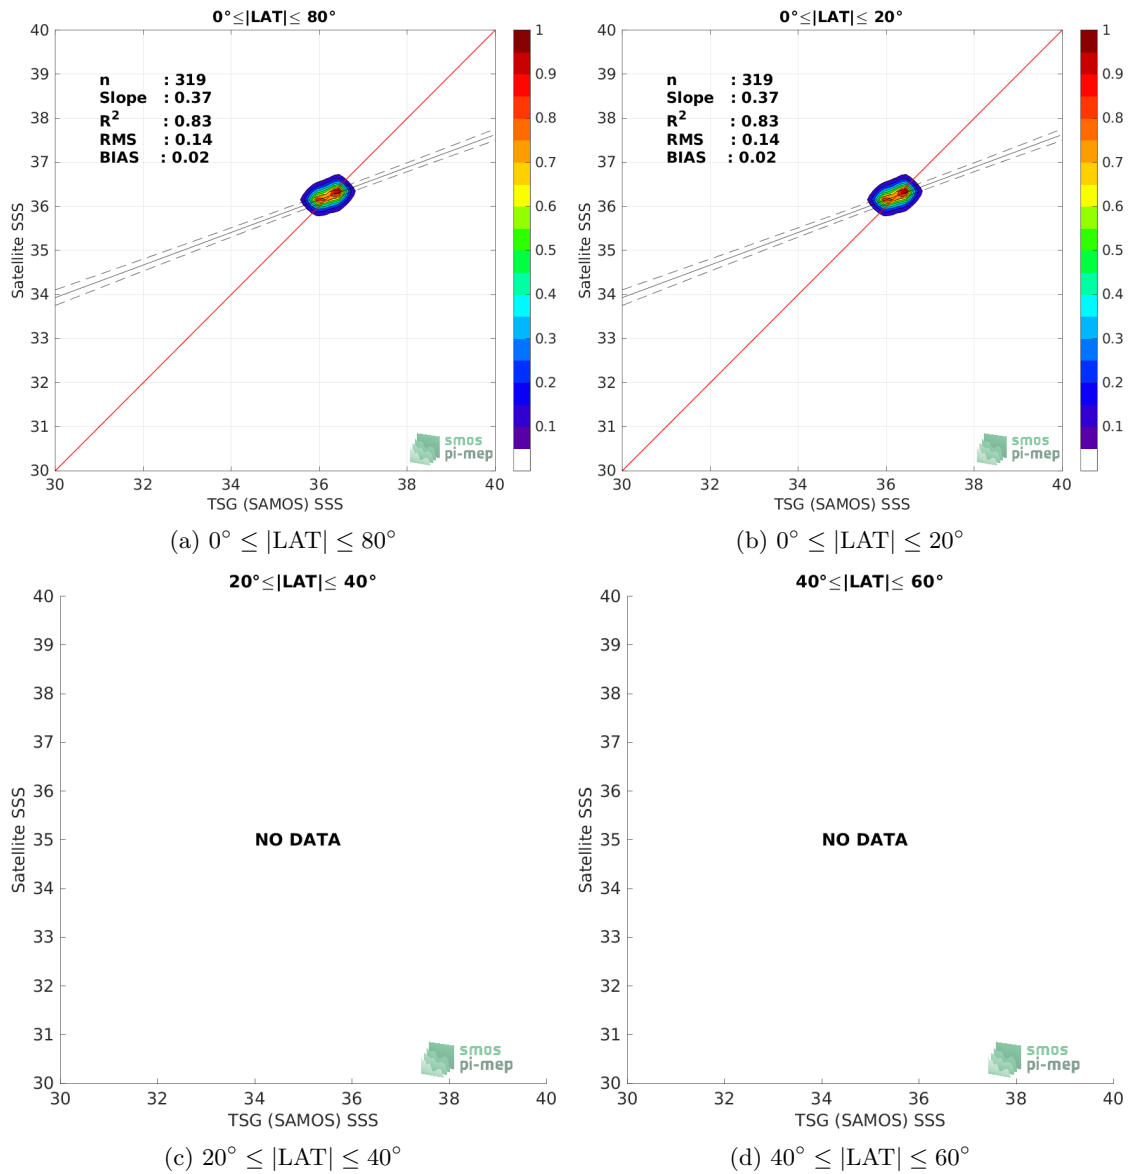 0°≤|LAT|≤ 80°
40
39
38
37
36
35
34
33
32
31
30
Satellite SSS
n : 319
Slope : 0.37
R² : 0.83
RMS : 0.14
BIAS : 0.02
smos
pi-mep
30 32 34 36 38 40
TSG (SAMOS) SSS
1
0.9
0.8
0.7
0.6
0.5
0.4
0.3
0.2
0.1
(a) 0° ≤ |LAT| ≤ 80°
0°≤|LAT|≤ 20°
40
39
38
37
36
35
34
33
32
31
30
Satellite SSS
n : 319
Slope : 0.37
R² : 0.83
RMS : 0.14
BIAS : 0.02
smos
pi-mep
30 32 34 36 38 40
TSG (SAMOS) SSS
1
0.9
0.8
0.7
0.6
0.5
0.4
0.3
0.2
0.1
(b) 0° ≤ |LAT| ≤ 20°
20°≤|LAT|≤ 40°
40
39
38
37
36
35
34
33
32
31
30
Satellite SSS
NO DATA
smos
pi-mep
30 32 34 36 38 40
TSG (SAMOS) SSS
(c) 20° ≤ |LAT| ≤ 40°
40°≤|LAT|≤ 60°
40
39
38
37
36
35
34
33
32
31
30
Satellite SSS
NO DATA
smos
pi-mep
30 32 34 36 38 40
TSG (SAMOS) SSS
(d) 40° ≤ |LAT| ≤ 60°